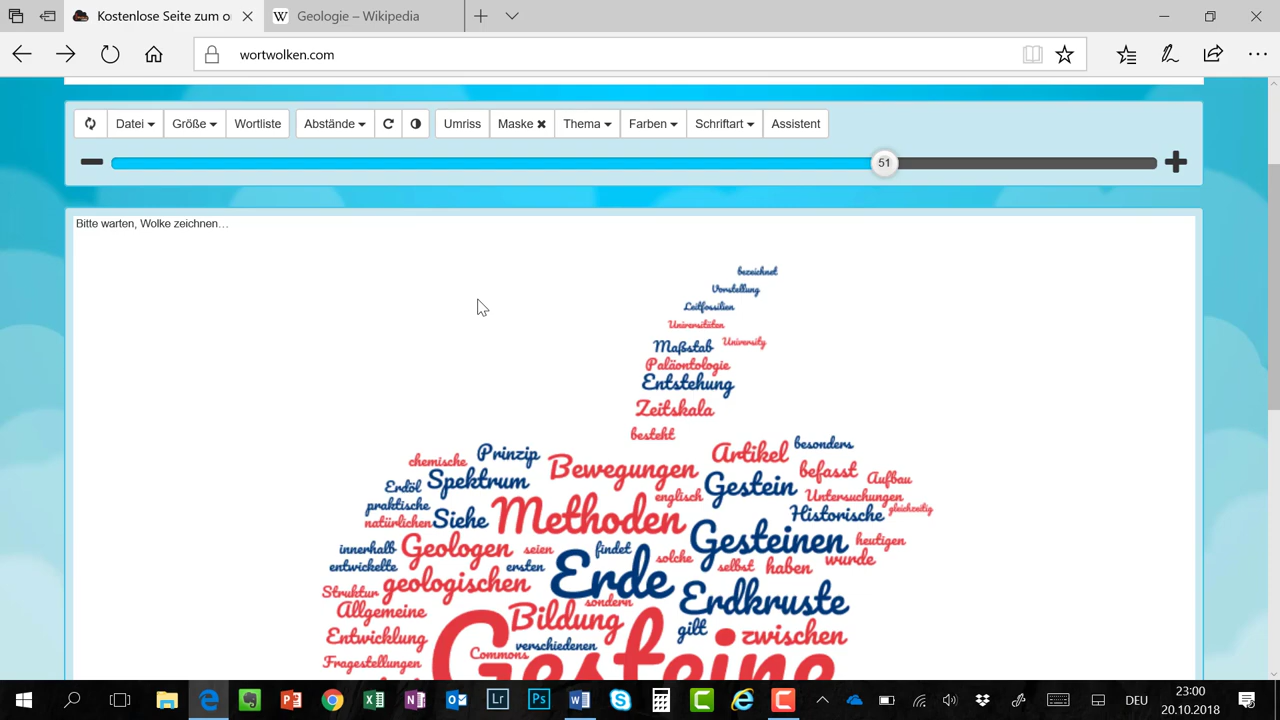 Kostenlose Seite zum or
Geologie – Wikipedia
wortwolken.com
Datei
Größe
Wortliste
Abstände
Umriss
Maske
Thema
Farben
Schriftart
Assistent
51
Bitte warten, Wolke zeichnen…
bezeichnet
Vorstellung
Leitfossilien
Universitäten
Maßstab
University
Paläontologie
Entstehung
Zeitskala
besteht
chemische
Prinzip
Bewegungen
Artikel
besonders
Erdöl
Spektrum
englisch
Gestein
befasst
Aufbau
praktische
Untersuchungen
natürlichen
Siehe
Methoden
Historische
gleichzeitig
innerhalb
Geologen
seien
findet
solche
Gesteinen
heutigen
entwickelte
ersten
Erde
selbst
haben
wurde
Struktur
geologischen
sondern
Erdkruste
Allgemeine
Bildung
gilt
zwischen
Entwicklung
verschiedenen
Fragestellungen
Commons
Gesteine
Lr
Ps
DEU
23:00
20.10.2018